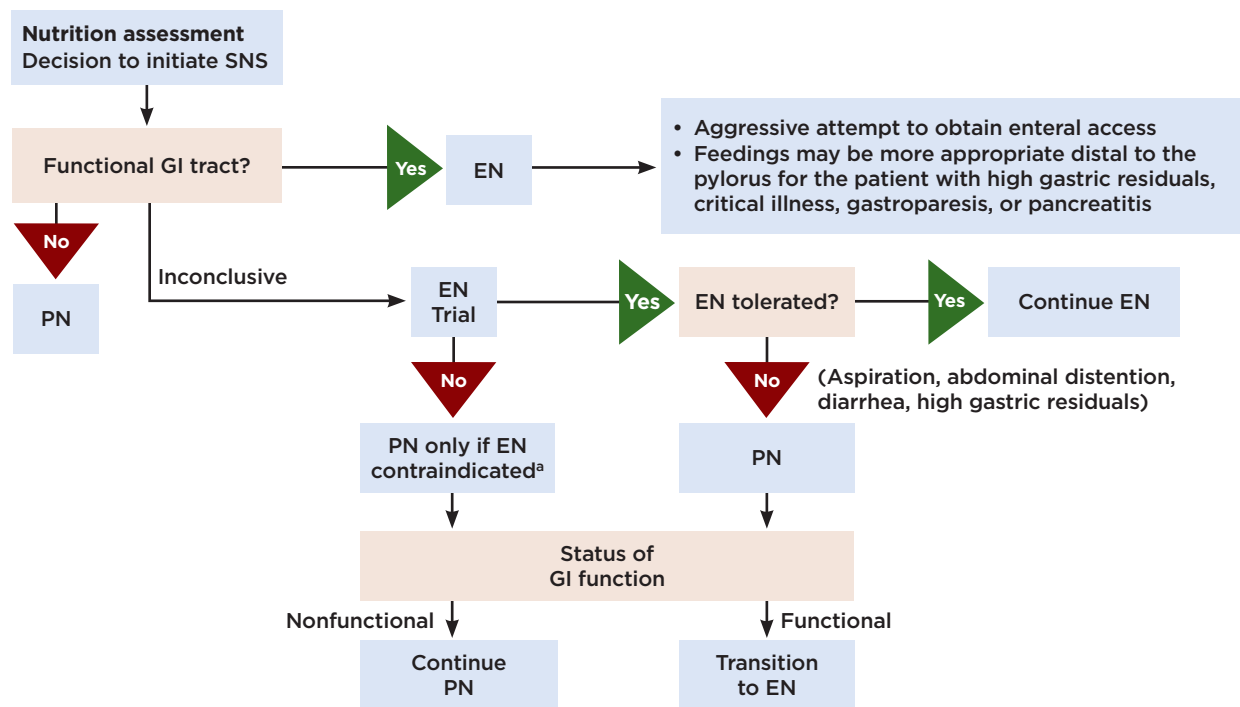 Nutrition assessment
Decision to initiate SNS
Functional GI tract?
Yes
EN
• Aggressive attempt to obtain enteral access
• Feedings may be more appropriate distal to the
pylorus for the patient with high gastric residuals,
critical illness, gastroparesis, or pancreatitis
No
PN
Inconclusive
EN
Trial
Yes
EN tolerated?
Yes
Continue EN
No
No
(Aspiration, abdominal distention,
diarrhea, high gastric residuals)
PN only if EN
contraindicatedᵃ
PN
Status of
GI function
Nonfunctional
Functional
Continue
PN
Transition
to EN